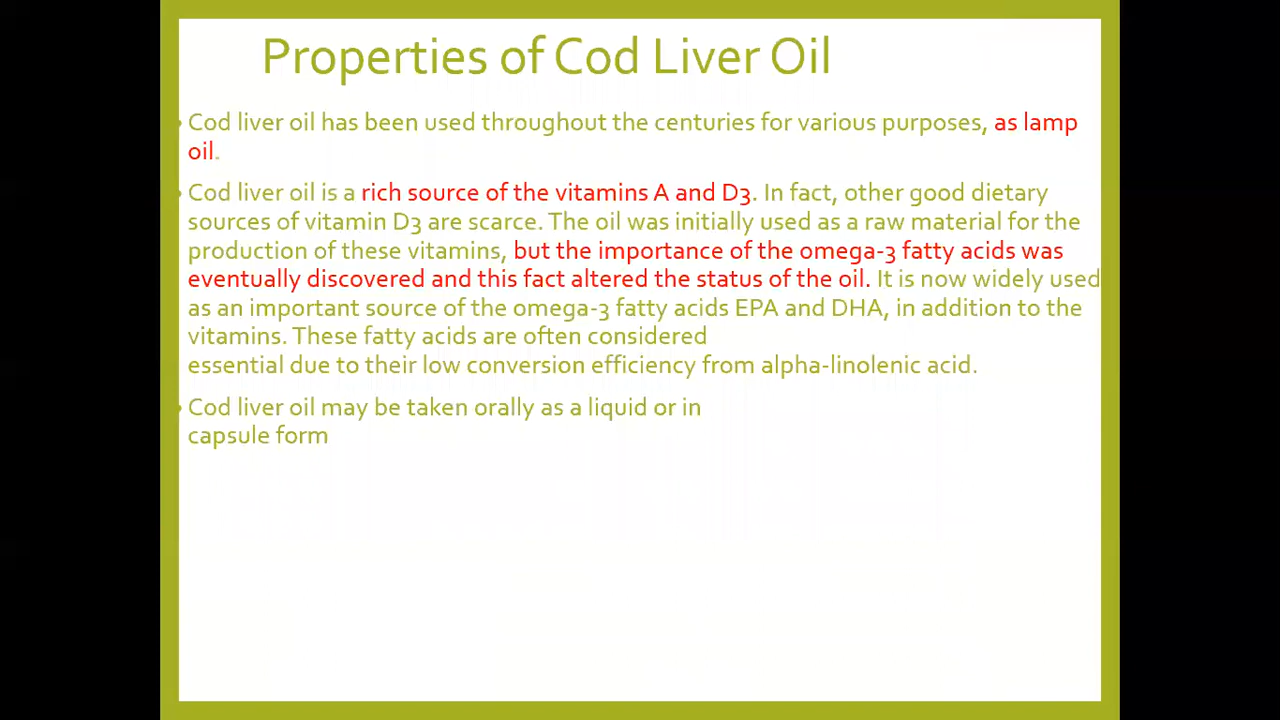 Properties of Cod Liver Oil
• Cod liver oil has been used throughout the centuries for various purposes, as lamp
oil.
• Cod liver oil is a rich source of the vitamins A and D3. In fact, other good dietary
sources of vitamin D3 are scarce. The oil was initially used as a raw material for the
production of these vitamins, but the importance of the omega-3 fatty acids was
eventually discovered and this fact altered the status of the oil. It is now widely used
as an important source of the omega-3 fatty acids EPA and DHA, in addition to the
vitamins. These fatty acids are often considered
essential due to their low conversion efficiency from alpha-linolenic acid.
• Cod liver oil may be taken orally as a liquid or in
capsule form